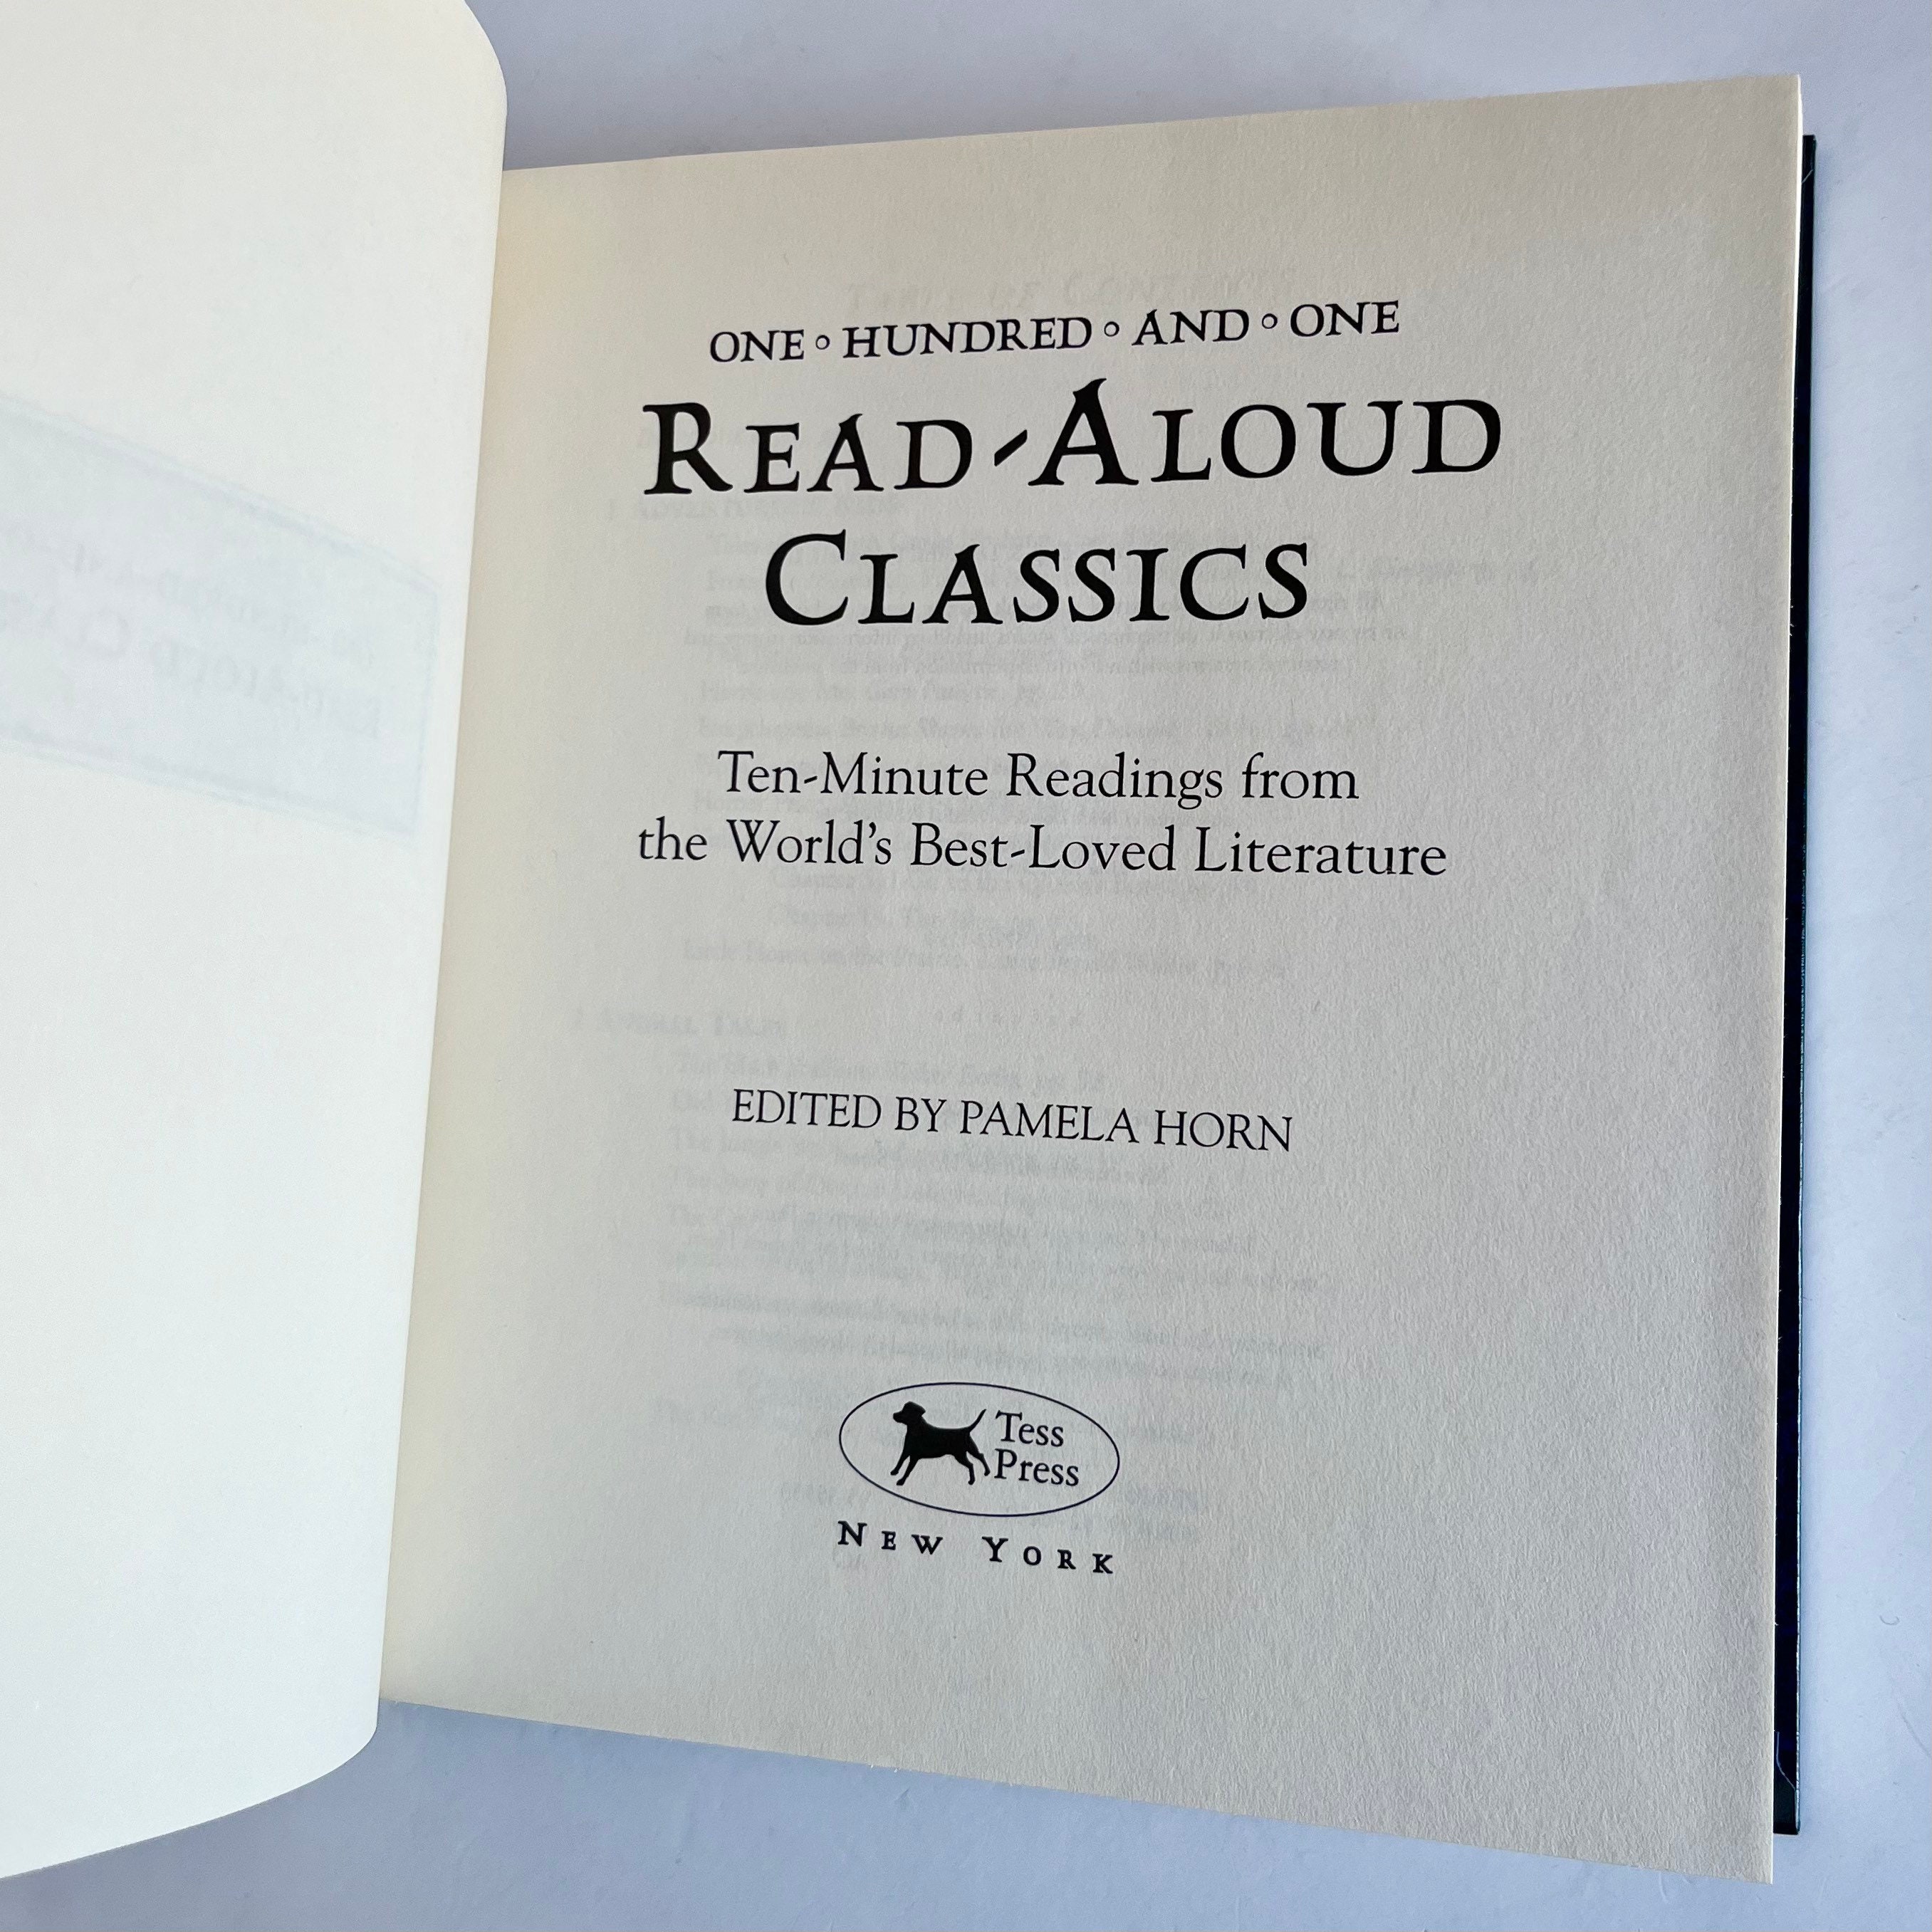 ONE ∘ HUNDRED ∘ AND ∘ ONE
READ-ALOUD
CLASSICS
Ten-Minute Readings from
the World's Best-Loved Literature
EDITED BY PAMELA HORN
Tess
Press
NEW YORK